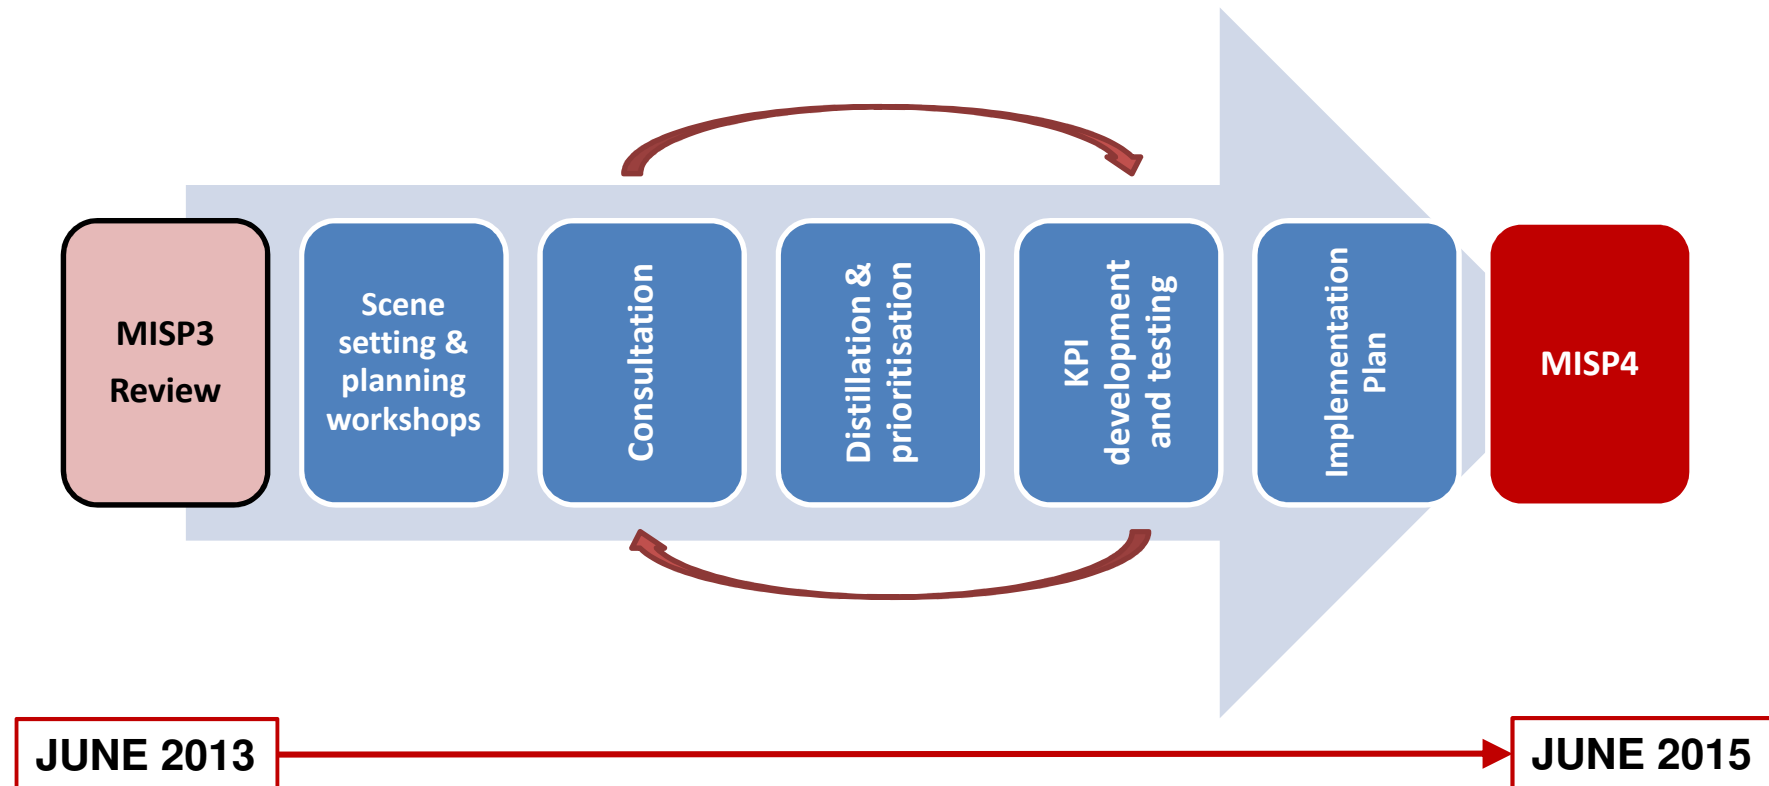 MISP3
Review
Scene
setting &
planning
workshops
Consultation
Distillation &
prioritisation
KPI
development
and testing
Implementation
Plan
MISP4
JUNE 2013
JUNE 2015